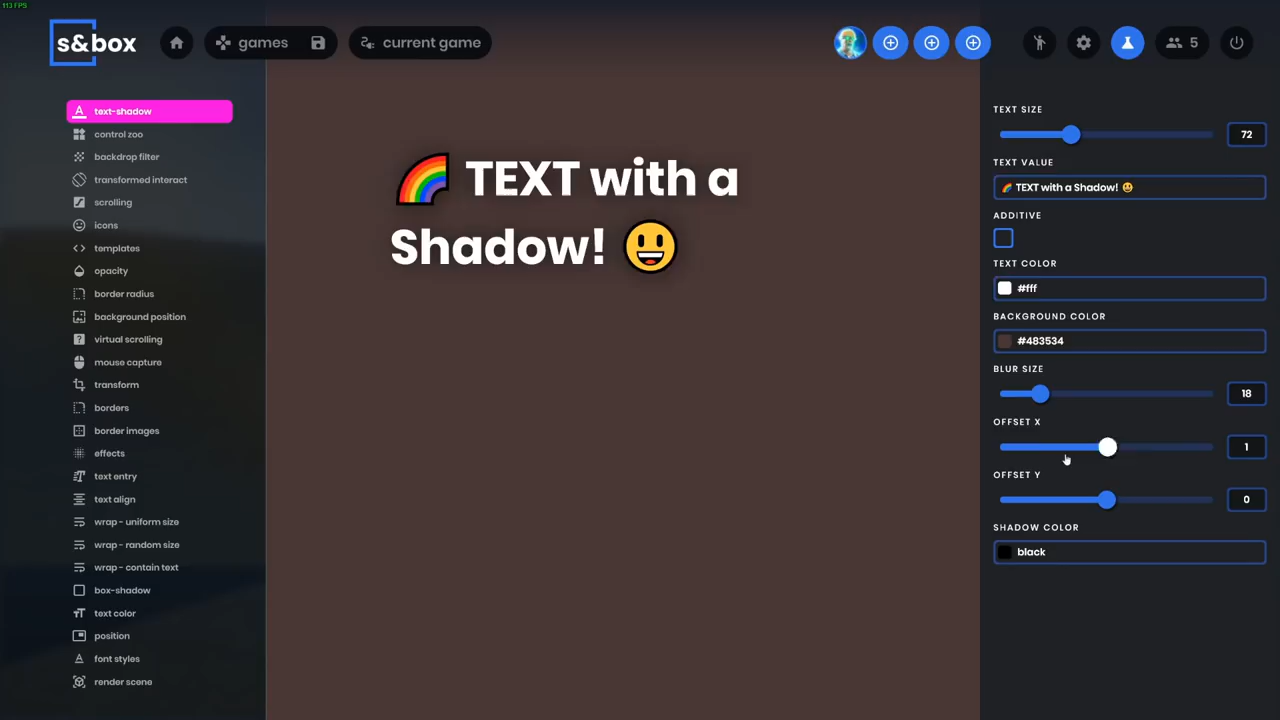 113 FPS
s&box
games
current game
5
text-shadow
control zoo
backdrop filter
transformed interact
scrolling
icons
templates
opacity
border radius
background position
virtual scrolling
mouse capture
transform
borders
border images
effects
text entry
text align
wrap - uniform size
wrap - random size
wrap - contain text
box-shadow
text color
position
font styles
render scene
🌈 TEXT with a
Shadow! 😃
TEXT SIZE
72
TEXT VALUE
🌈 TEXT with a Shadow! 😃
ADDITIVE
TEXT COLOR
#fff
BACKGROUND COLOR
#483534
BLUR SIZE
18
OFFSET X
1
OFFSET Y
0
SHADOW COLOR
black